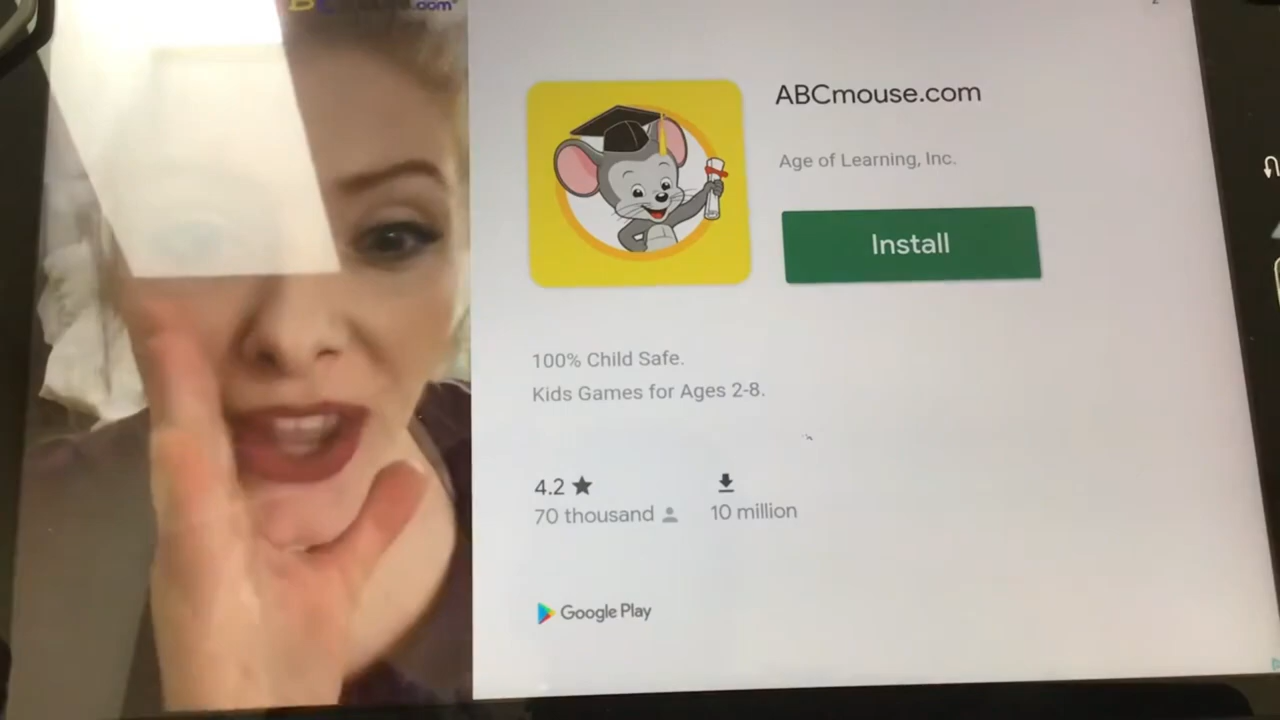 ABCmouse.com
Age of Learning, Inc.
Install
100% Child Safe.
Kids Games for Ages 2-8.
4.2
70 thousand
10 million
Google Play